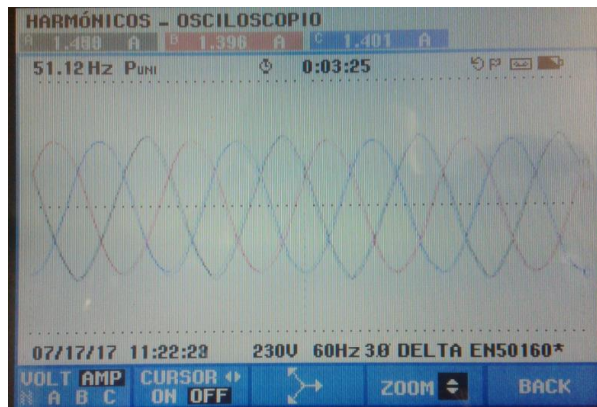 HARMÓNICOS - OSCILOSCOPIO
A 1.480 A B 1.396 A C 1.401 A
51.12 Hz PUNI 0:03:25
07/17/17 11:22:28 230V 60Hz 3Ø DELTA EN50160*
VOLT AMP CURSOR ZOOM BACK
N A B C ON OFF